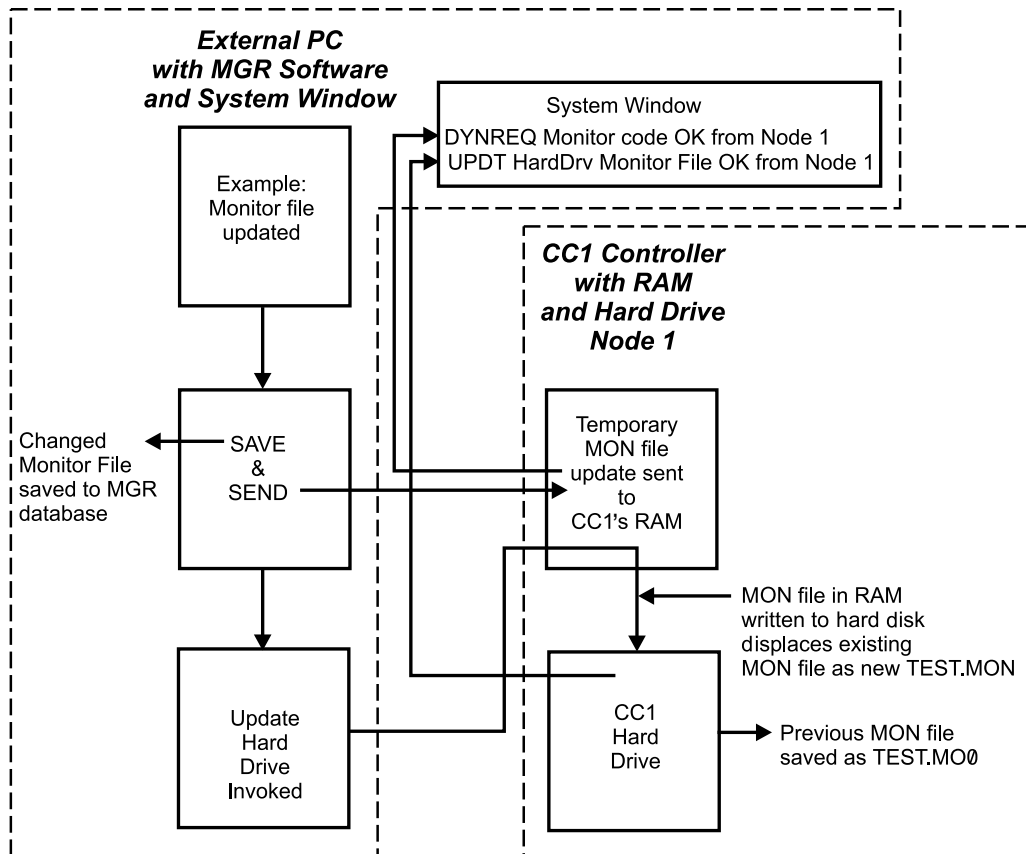 External PC
with MGR Software
and System Window
System Window
DYNREQ Monitor code OK from Node 1
UPDT HardDrv Monitor File OK from Node 1
Example:
Monitor file
updated
CC1 Controller
with RAM
and Hard Drive
Node 1
Changed
Monitor File
saved to MGR
database
SAVE
&
SEND
Temporary
MON file
update sent
to
CC1's RAM
MON file in RAM
written to hard disk
displaces existing
MON file as new TEST.MON
Update
Hard
Drive
Invoked
CC1
Hard
Drive
Previous MON file
saved as TEST.MO0